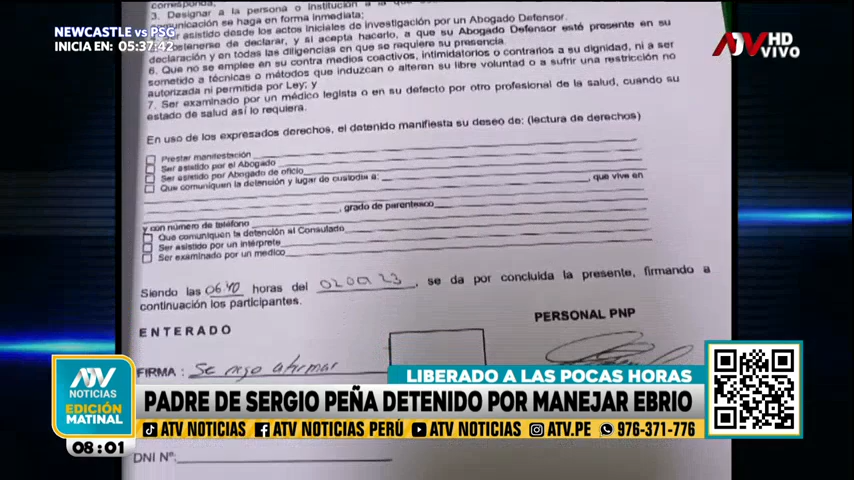 NEWCASTLE vs PSG
INICIA EN: 05:37:42
ATV HD
VIVO
corresponda;
3. Designar a la persona o institución a la que
comunicación se haga en forma inmediata;
asistido desde los actos iniciales de investigación por un Abogado Defensor.
abstenerse de declarar, y si acepta hacerlo, a que su Abogado Defensor esté presente en su
declaración y en todas las diligencias en que se requiere su presencia.
6. Que no se emplee en su contra medios coactivos, intimidatorios o contrarios a su dignidad, ni a ser
sometido a técnicas o métodos que induzcan o alteren su libre voluntad o a sufrir una restricción no
autorizada ni permitida por Ley; y
7. Ser examinado por un médico legista o en su defecto por otro profesional de la salud, cuando su
estado de salud así lo requiera.
En uso de los expresados derechos, el detenido manifiesta su deseo de: (lectura de derechos)
Prestar manifestación
Ser asistido por el Abogado
Ser asistido por Abogado de oficio
Que comuniquen la detención y lugar de custodia a: , que vive en
, grado de parentesco
y con número de teléfono
Que comuniquen la detención al Consulado
Ser asistido por un intérprete
Ser examinado por un medico
Siendo las 06:40 horas del 02OCT23, se da por concluida la presente, firmando a
continuación los participantes.
ENTERADO
PERSONAL PNP
FIRMA : Se nego a firmar
LIBERADO A LAS POCAS HORAS
PADRE DE SERGIO PEÑA DETENIDO POR MANEJAR EBRIO
ATV
NOTICIAS
EDICIÓN
MATINAL
08:01
ATV NOTICIAS ATV NOTICIAS PERÚ ATV NOTICIAS ATV.PE 976-371-776
DNI Nº: